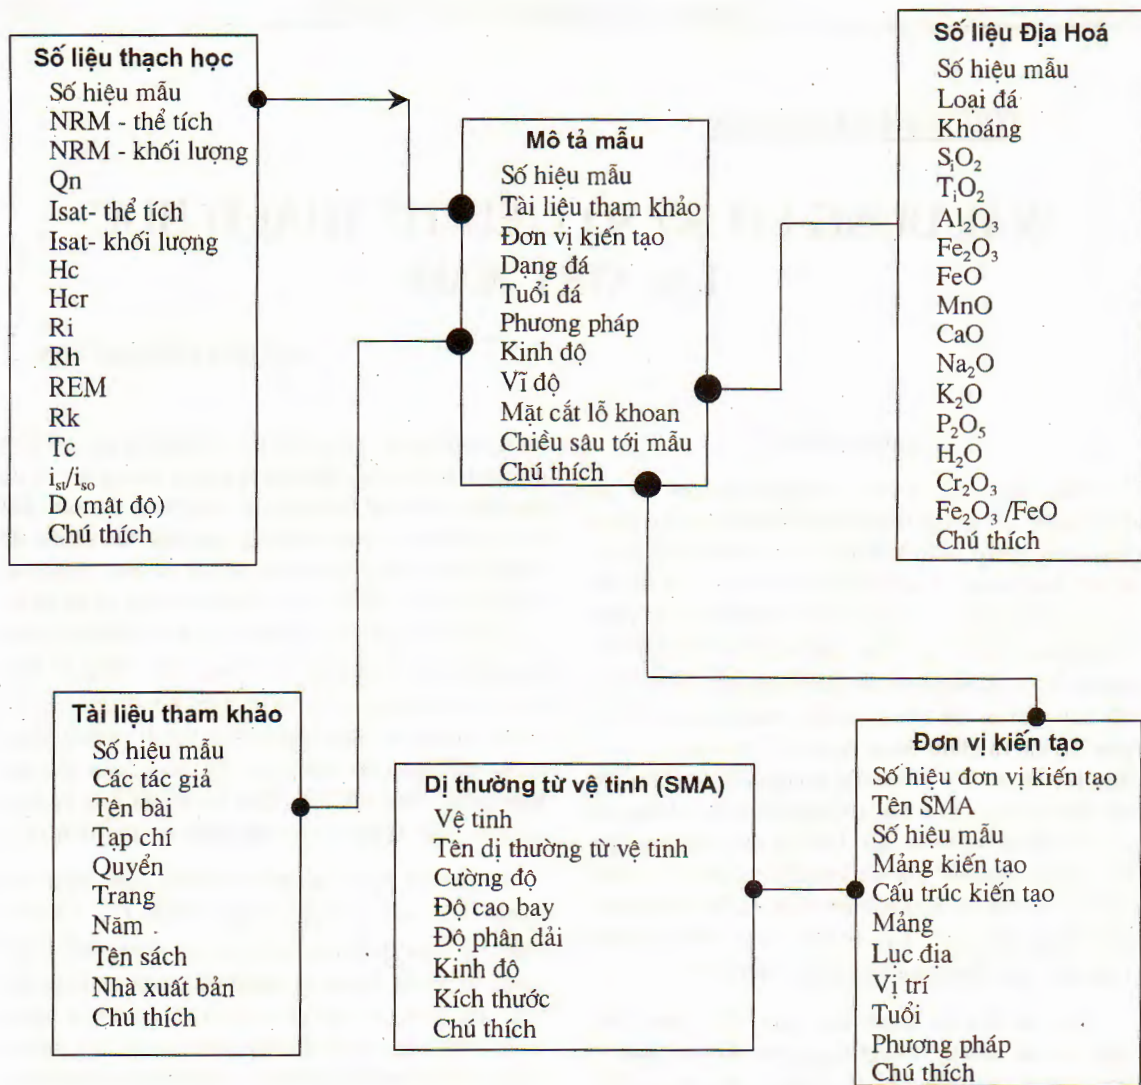 Số liệu thạch học
Số hiệu mẫu
NRM - thể tích
NRM - khối lượng
Qn
Isat- thể tích
Isat- khối lượng
Hc
Hcr
Ri
Rh
REM
Rk
Tc
i_st/i_so
D (mật độ)
Chú thích
Mô tả mẫu
Số hiệu mẫu
Tài liệu tham khảo
Đơn vị kiến tạo
Dạng đá
Tuổi đá
Phương pháp
Kinh độ
Vĩ độ
Mặt cắt lỗ khoan
Chiều sâu tới mẫu
Chú thích
Số liệu Địa Hoá
Số hiệu mẫu
Loại đá
Khoáng
SiO₂
TiO₂
Al₂O₃
Fe₂O₃
FeO
MnO
CaO
Na₂O
K₂O
P₂O₅
H₂O
Cr₂O₃
Fe₂O₃ /FeO
Chú thích
Tài liệu tham khảo
Số hiệu mẫu
Các tác giả
Tên bài
Tạp chí
Quyển
Trang
Năm
Tên sách
Nhà xuất bản
Chú thích
Dị thường từ vệ tinh (SMA)
Vệ tinh
Tên dị thường từ vệ tinh
Cường độ
Độ cao bay
Độ phân dải
Kinh độ
Kích thước
Chú thích
Đơn vị kiến tạo
Số hiệu đơn vị kiến tạo
Tên SMA
Số hiệu mẫu
Mảng kiến tạo
Cấu trúc kiến tạo
Mảng
Lục địa
Vị trí
Tuổi
Phương pháp
Chú thích